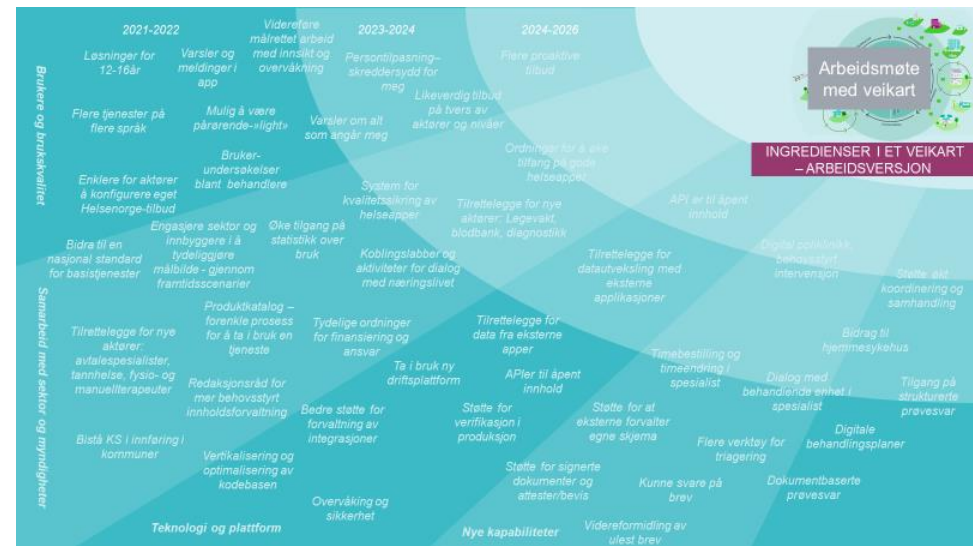 2021-2022
2023-2024
2024-2026
Brukere og brukskvalitet
Løsninger for
12-16år
Varsler og
meldinger i
app
Videreføre
målrettet arbeid
med innsikt og
overvåkning
Persontilpasning–
skreddersydd for
meg
Flere proaktive
tilbud
Flere tjenester på
flere språk
Mulig å være
pårørende-«light»
Varsler om alt
som angår meg
Likeverdig tilbud
på tvers av
aktører og nivåer
Bruker-
undersøkelser
blant behandlere
Enklere for aktører
å konfigurere eget
Helsenorge-tilbud
System for
kvalitetssikring av
helseapper
Ordninger for å øke
tilfang på gode
helseapper
Arbeidsmøte
med veikart
INGREDIENSER I ET VEIKART
– ARBEIDSVERSJON
Samarbeid med sektor og myndigheter
Bidra til en
nasjonal standard
for basistjenester
Engasjere sektor og
innbyggere i å
tydeliggjøre
målbilde - gjennom
framtidsscenarier
Øke tilgang på
statistikk over
bruk
Koblingslabber og
aktiviteter for dialog
med næringslivet
Tilrettelegge for nye
aktører: Legevakt,
blodbank, diagnostikk
Tilrettelegge for nye
aktører:
avtalespesialister,
tannhelse, fysio- og
manuellterapeuter
Produktkatalog –
forenkle prosess
for å ta i bruk en
tjeneste
Tydelige ordninger
for finansiering og
ansvar
Redaksjonsråd for
mer behovsstyrt
innholdsforvaltning
Bistå KS i innføring i
kommuner
Teknologi og plattform
Vertikalisering og
optimalisering av
kodebasen
Bedre støtte for
forvaltning av
integrasjoner
Overvåking og
sikkerhet
Ta i bruk ny
driftsplattform
Tilrettelegge for
data fra eksterne
apper
APIer til åpent
innhold
Støtte for
verifikasjon i
produksjon
Tilrettelegge for
datautveksling med
eksterne
applikasjoner
API er til åpent
innhold
Nye kapabiliteter
Støtte for signerte
dokumenter og
attester/bevis
Videreformidling av
ulest brev
Støtte for at
eksterne forvalter
egne skjema
Kunne svare på
brev
Flere verktøy for
triagering
Dokumentbaserte
prøvesvar
Digitale
behandlingsplaner
Timebestilling og
timeendring i
spesialist
Dialog med
behandlende enhet i
spesialist
Tilgang på
strukturerte
prøvesvar
Bidrag til
hjemmesykehus
Digital poliklinikk,
behovsstyrt
intervensjon
Støtte økt
koordinering og
samhandling